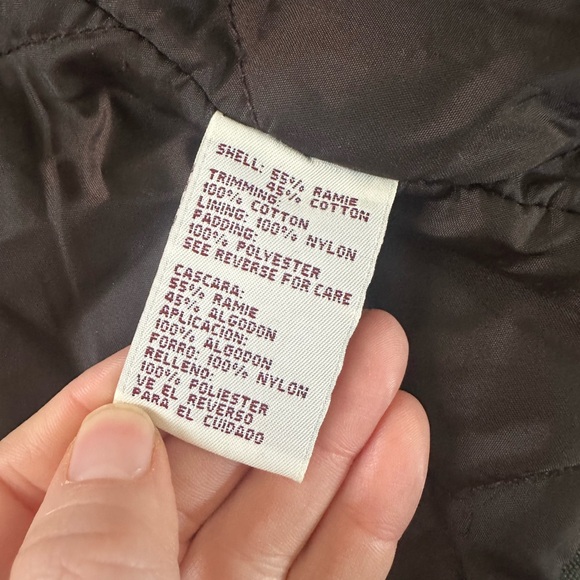 SHELL: 55% RAMIE
45% COTTON
TRIMMING:
100% COTTON
LINING: 100% NYLON
PADDING:
100% POLYESTER
SEE REVERSE FOR CARE
CASCARA:
55% RAMIE
45% ALGODON
APLICACION:
100% ALGODON
FORRO: 100% NYLON
RELLENO:
100% POLIESTER
VE EL REVERSO
PARA EL CUIDADO